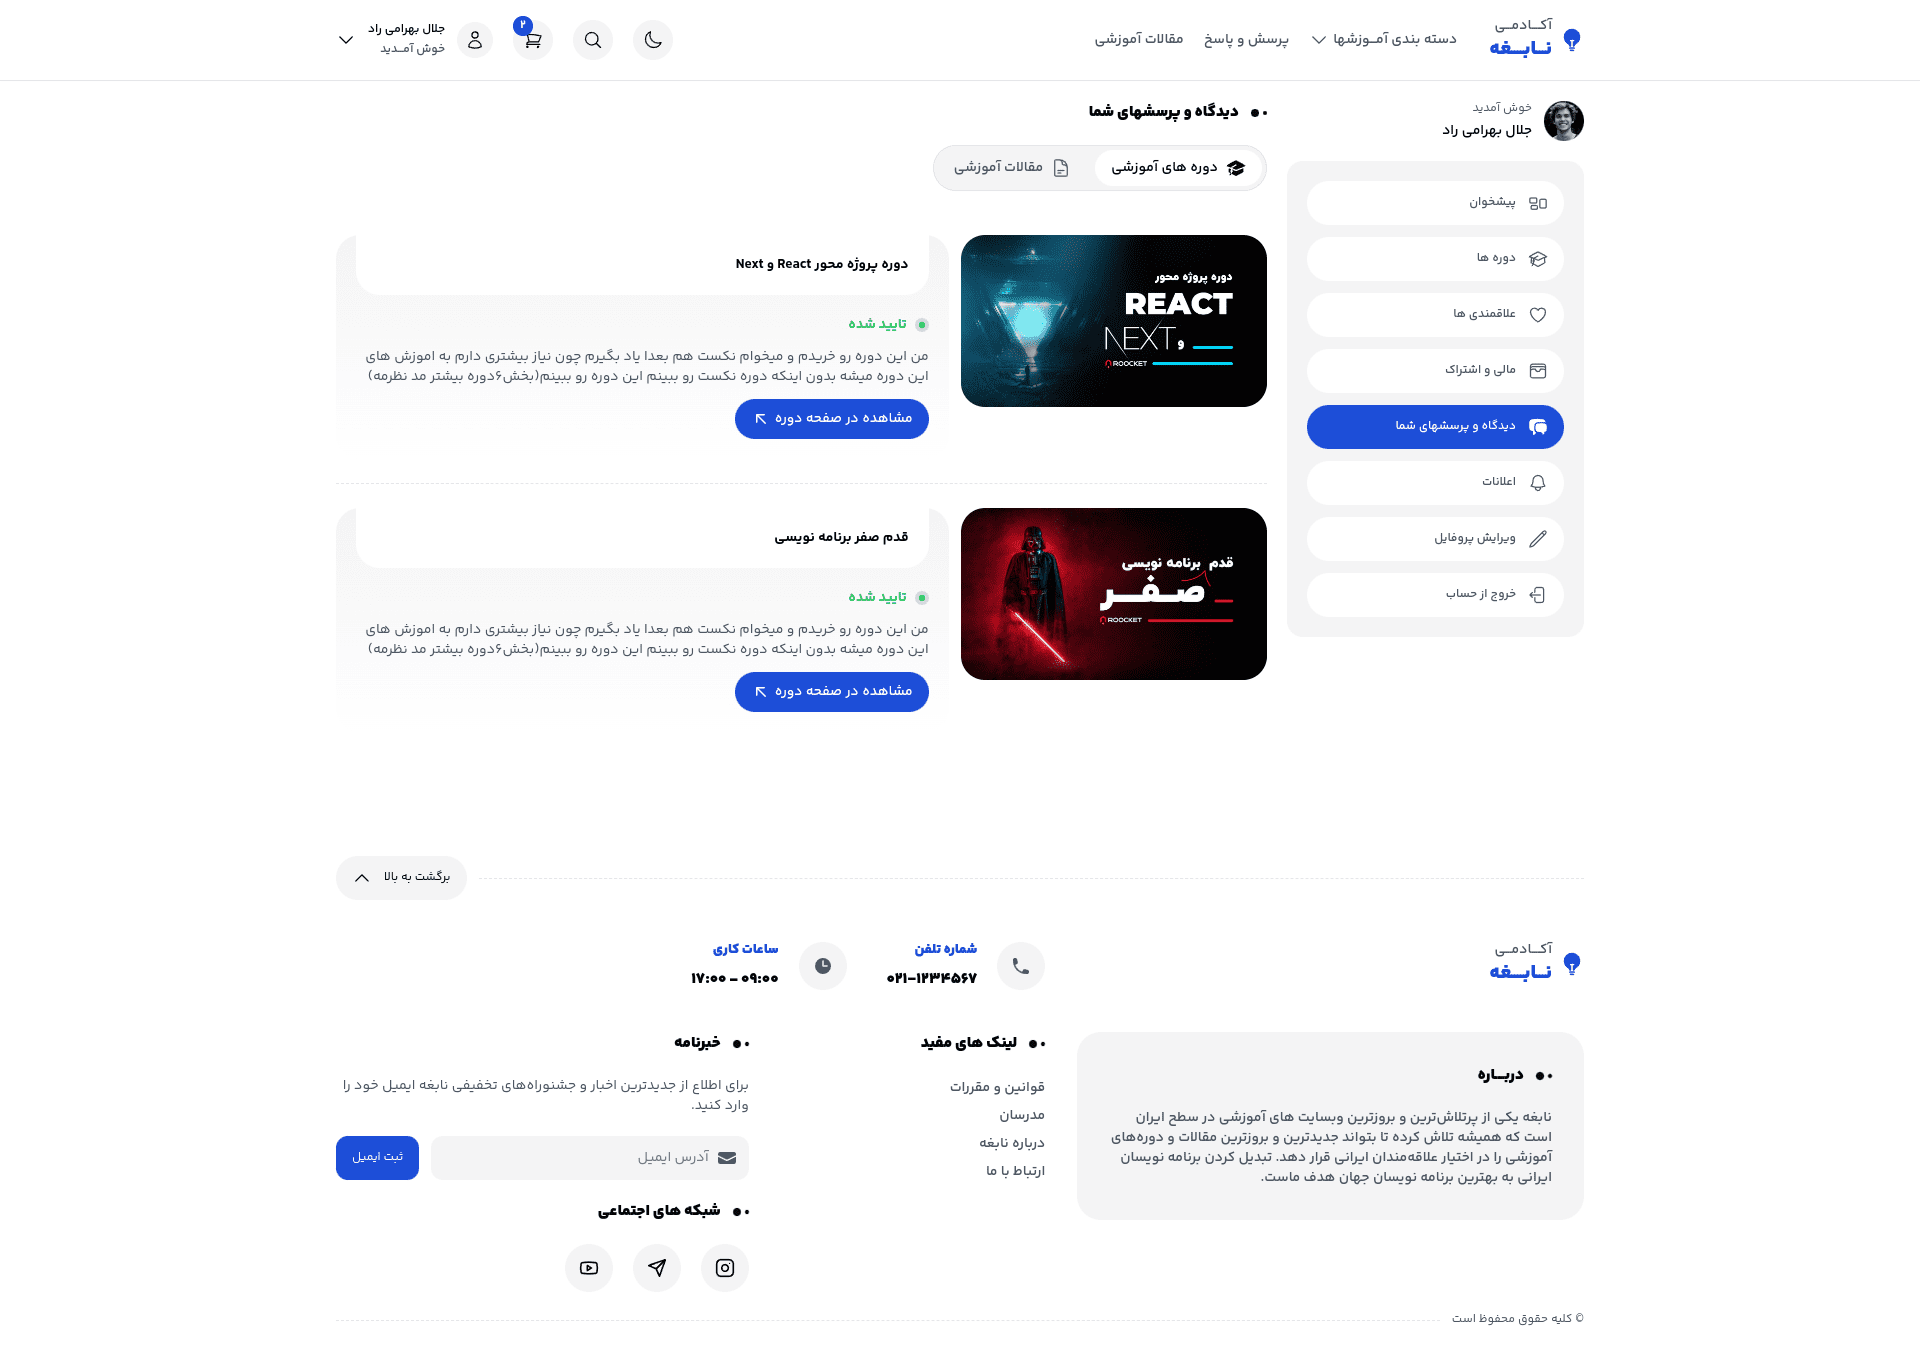 آکـــادمـــی
نـــابـــغه
دسته بندی آمـــوزشها
پرسش و پاسخ
مقالات آموزشی
۲
جلال بهرامی راد
خوش آمـــدید
خوش آمدید
جلال بهرامی راد
پیشخوان
دوره ها
علاقمندی ها
مالی و اشتراک
دیدگاه و پرسشهای شما
اعلانات
ویرایش پروفایل
خروج از حساب
دیدگاه و پرسشهای شما
دوره های آموزشی
مقالات آموزشی
دوره پروژه محور
REACT
و NEXT
ROOCKET
دوره پروژه محور React و Next
تایید شده
من این دوره رو خریدم و میخوام نکست هم بعدا یاد بگیرم چون نیاز بیشتری دارم به اموزش های
این دوره میشه بدون اینکه دوره نکست رو ببینم این دوره رو ببینم(بخش۶دوره بیشتر مد نظرمه)
مشاهده در صفحه دوره
قدم برنامه نویسی
صـفـــر
ROOCKET
قدم صفر برنامه نویسی
تایید شده
من این دوره رو خریدم و میخوام نکست هم بعدا یاد بگیرم چون نیاز بیشتری دارم به اموزش های
این دوره میشه بدون اینکه دوره نکست رو ببینم این دوره رو ببینم(بخش۶دوره بیشتر مد نظرمه)
مشاهده در صفحه دوره
برگشت به بالا
آکـــادمـــی
نـــابـــغه
شماره تلفن
۰۲۱-۱۲۳۴۵۶۷
ساعات کاری
۰۹:۰۰ - ۱۷:۰۰
دربـــاره
نابغه یکی از پرتلاش‌ترین و بروزترین وبسایت های آموزشی در سطح ایران
است که همیشه تلاش کرده تا بتواند جدیدترین و بروزترین مقالات و دوره‌های
آموزشی را در اختیار علاقه‌مندان ایرانی قرار دهد. تبدیل کردن برنامه نویسان
ایرانی به بهترین برنامه نویسان جهان هدف ماست.
لینک های مفید
قوانین و مقررات
مدرسان
درباره نابغه
ارتباط با ما
خبرنامه
برای اطلاع از جدیدترین اخبار و جشنوراه‌های تخفیفی نابغه ایمیل خود را
وارد کنید.
آدرس ایمیل
ثبت ایمیل
شبکه های اجتماعی
© کلیه حقوق محفوظ است